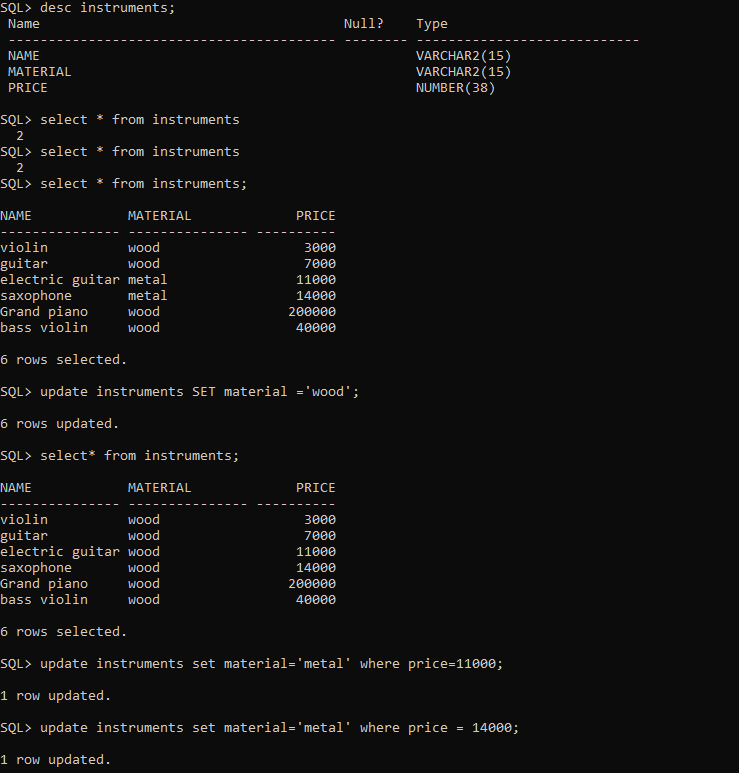 SQL> desc instruments;
 Name                                      Null?    Type
 ----------------------------------------- -------- ----------------------------
 NAME                                               VARCHAR2(15)
 MATERIAL                                           VARCHAR2(15)
 PRICE                                              NUMBER(38)
SQL> select * from instruments
  2
SQL> select * from instruments
  2
SQL> select * from instruments;
NAME            MATERIAL             PRICE
--------------- --------------- ----------
violin          wood                  3000
guitar          wood                  7000
electric guitar metal                11000
saxophone       metal                14000
Grand piano     wood                200000
bass violin     wood                 40000
6 rows selected.
SQL> update instruments SET material ='wood';
6 rows updated.
SQL> select* from instruments;
NAME            MATERIAL             PRICE
--------------- --------------- ----------
violin          wood                  3000
guitar          wood                  7000
electric guitar wood                 11000
saxophone       wood                 14000
Grand piano     wood                200000
bass violin     wood                 40000
6 rows selected.
SQL> update instruments set material='metal' where price=11000;
1 row updated.
SQL> update instruments set material='metal' where price = 14000;
1 row updated.